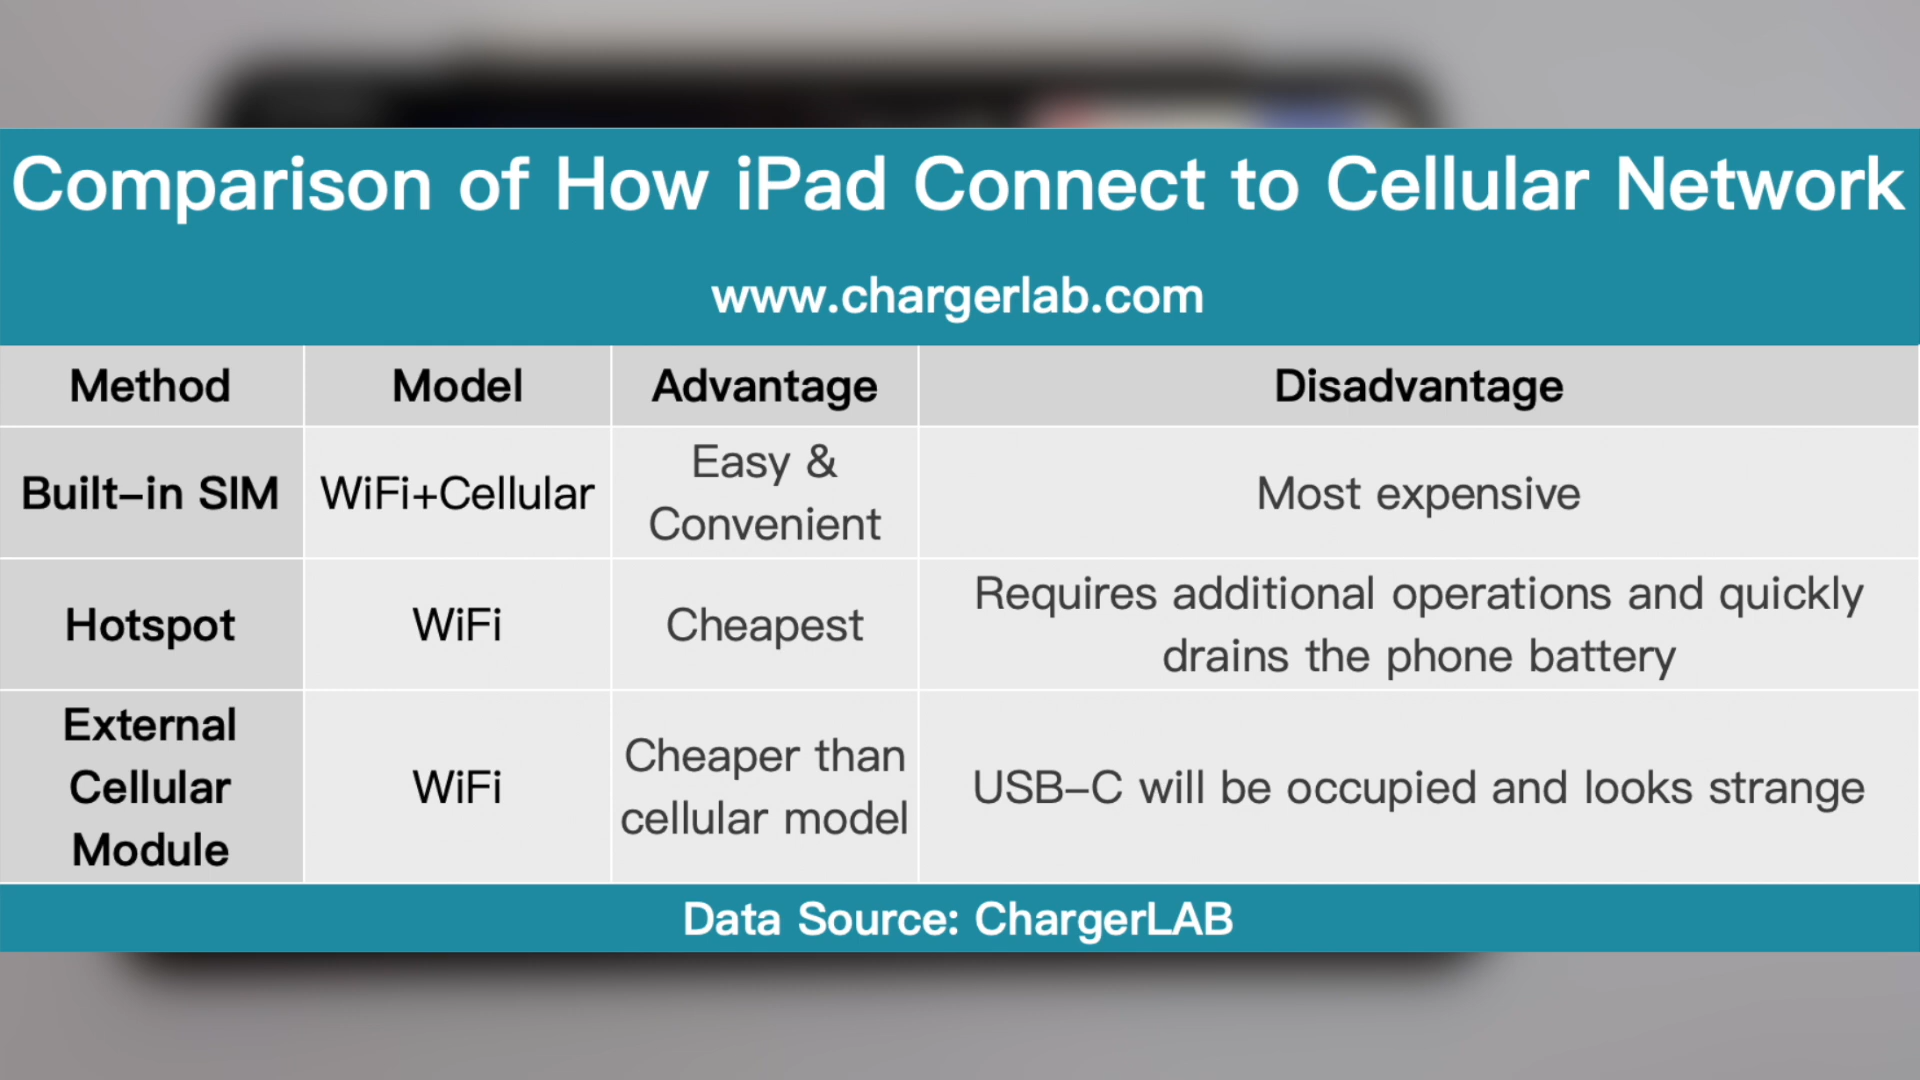 Comparison of How iPad Connect to Cellular Network
www.chargerlab.com
Method Model Advantage Disadvantage
Built-in SIM WiFi+Cellular Easy & Convenient Most expensive
Hotspot WiFi Cheapest Requires additional operations and quickly drains the phone battery
External Cellular Module WiFi Cheaper than cellular model USB-C will be occupied and looks strange
Data Source: ChargerLAB